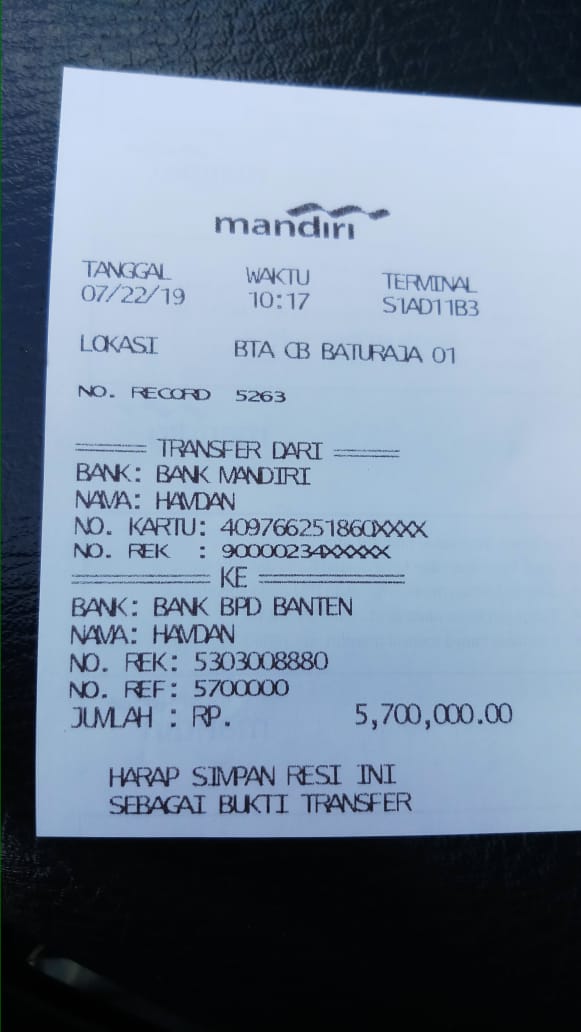 mandırı
TANGGAL WAKTU TERMINAL
07/22/19 10:17 S1AD11B3
LOKASI BTA CB BATURAJA 01
NO. RECORD 5263
====== TRANSFER DARI ======
BANK: BANK MANDIRI
NAMA: HAMDAN
NO. KARTU: 409766251860XXXX
NO. REK : 90000234XXXXX
============ KE ============
BANK: BANK BPD BANTEN
NAMA: HAMDAN
NO. REK: 5303008880
NO. REF: 5700000
JUMLAH : RP. 5,700,000.00
HARAP SIMPAN RESI INI
SEBAGAI BUKTI TRANSFER